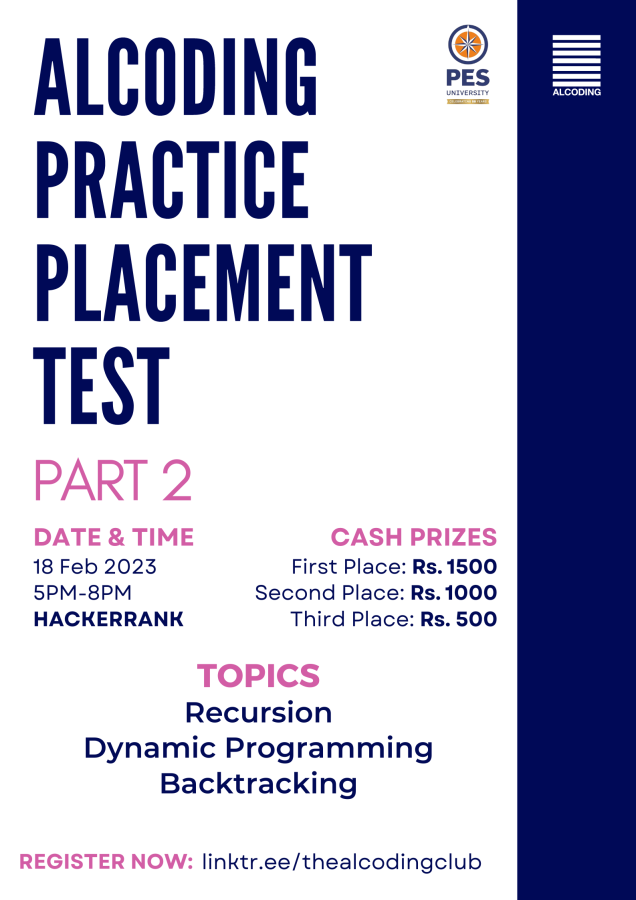 ALCODING
PRACTICE
PLACEMENT
TEST
PES
UNIVERSITY
ALCODING
PART 2
DATE & TIME
18 Feb 2023
5PM-8PM
HACKERRANK
CASH PRIZES
First Place: Rs. 1500
Second Place: Rs. 1000
Third Place: Rs. 500
TOPICS
Recursion
Dynamic Programming
Backtracking
REGISTER NOW: linktr.ee/thealcodingclub